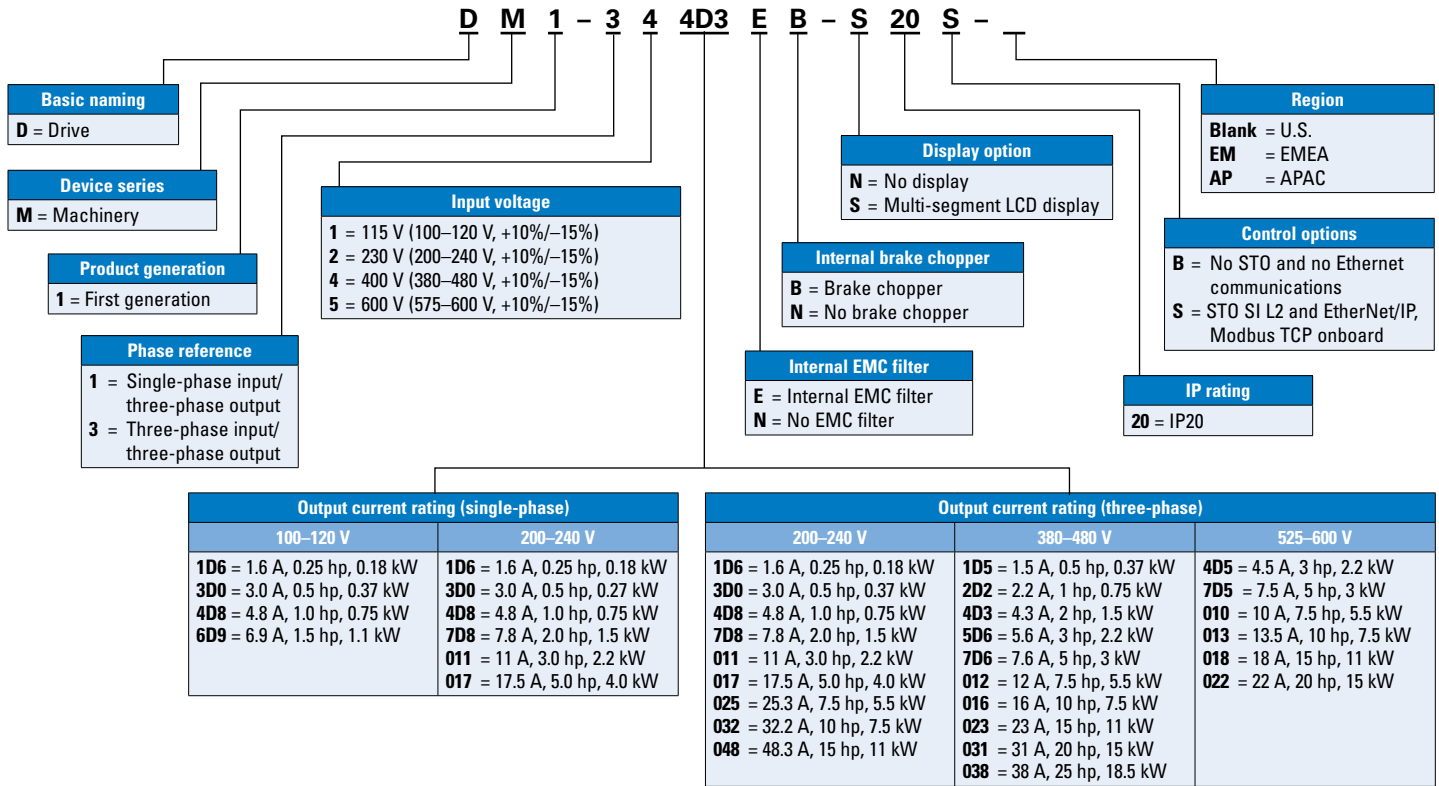 D M 1 – 3 4 4D3 E B – S 20 S –
Basic naming
D = Drive
Device series
M = Machinery
Product generation
1 = First generation
Phase reference
1 = Single-phase input/
three-phase output
3 = Three-phase input/
three-phase output
Input voltage
1 = 115 V (100–120 V, +10%/–15%)
2 = 230 V (200–240 V, +10%/–15%)
4 = 400 V (380–480 V, +10%/–15%)
5 = 600 V (575–600 V, +10%/–15%)
Display option
N = No display
S = Multi-segment LCD display
Internal brake chopper
B = Brake chopper
N = No brake chopper
Internal EMC filter
E = Internal EMC filter
N = No EMC filter
Region
Blank = U.S.
EM = EMEA
AP = APAC
Control options
B = No STO and no Ethernet
communications
S = STO SI L2 and EtherNet/IP,
Modbus TCP onboard
IP rating
20 = IP20
Output current rating (single-phase)
100–120 V
1D6 = 1.6 A, 0.25 hp, 0.18 kW
3D0 = 3.0 A, 0.5 hp, 0.37 kW
4D8 = 4.8 A, 1.0 hp, 0.75 kW
6D9 = 6.9 A, 1.5 hp, 1.1 kW
200–240 V
1D6 = 1.6 A, 0.25 hp, 0.18 kW
3D0 = 3.0 A, 0.5 hp, 0.27 kW
4D8 = 4.8 A, 1.0 hp, 0.75 kW
7D8 = 7.8 A, 2.0 hp, 1.5 kW
011 = 11 A, 3.0 hp, 2.2 kW
017 = 17.5 A, 5.0 hp, 4.0 kW
Output current rating (three-phase)
200–240 V
1D6 = 1.6 A, 0.25 hp, 0.18 kW
3D0 = 3.0 A, 0.5 hp, 0.37 kW
4D8 = 4.8 A, 1.0 hp, 0.75 kW
7D8 = 7.8 A, 2.0 hp, 1.5 kW
011 = 11 A, 3.0 hp, 2.2 kW
017 = 17.5 A, 5.0 hp, 4.0 kW
025 = 25.3 A, 7.5 hp, 5.5 kW
032 = 32.2 A, 10 hp, 7.5 kW
048 = 48.3 A, 15 hp, 11 kW
380–480 V
1D5 = 1.5 A, 0.5 hp, 0.37 kW
2D2 = 2.2 A, 1 hp, 0.75 kW
4D3 = 4.3 A, 2 hp, 1.5 kW
5D6 = 5.6 A, 3 hp, 2.2 kW
7D6 = 7.6 A, 5 hp, 3 kW
012 = 12 A, 7.5 hp, 5.5 kW
016 = 16 A, 10 hp, 7.5 kW
023 = 23 A, 15 hp, 11 kW
031 = 31 A, 20 hp, 15 kW
038 = 38 A, 25 hp, 18.5 kW
525–600 V
4D5 = 4.5 A, 3 hp, 2.2 kW
7D5 = 7.5 A, 5 hp, 3 kW
010 = 10 A, 7.5 hp, 5.5 kW
013 = 13.5 A, 10 hp, 7.5 kW
018 = 18 A, 15 hp, 11 kW
022 = 22 A, 20 hp, 15 kW